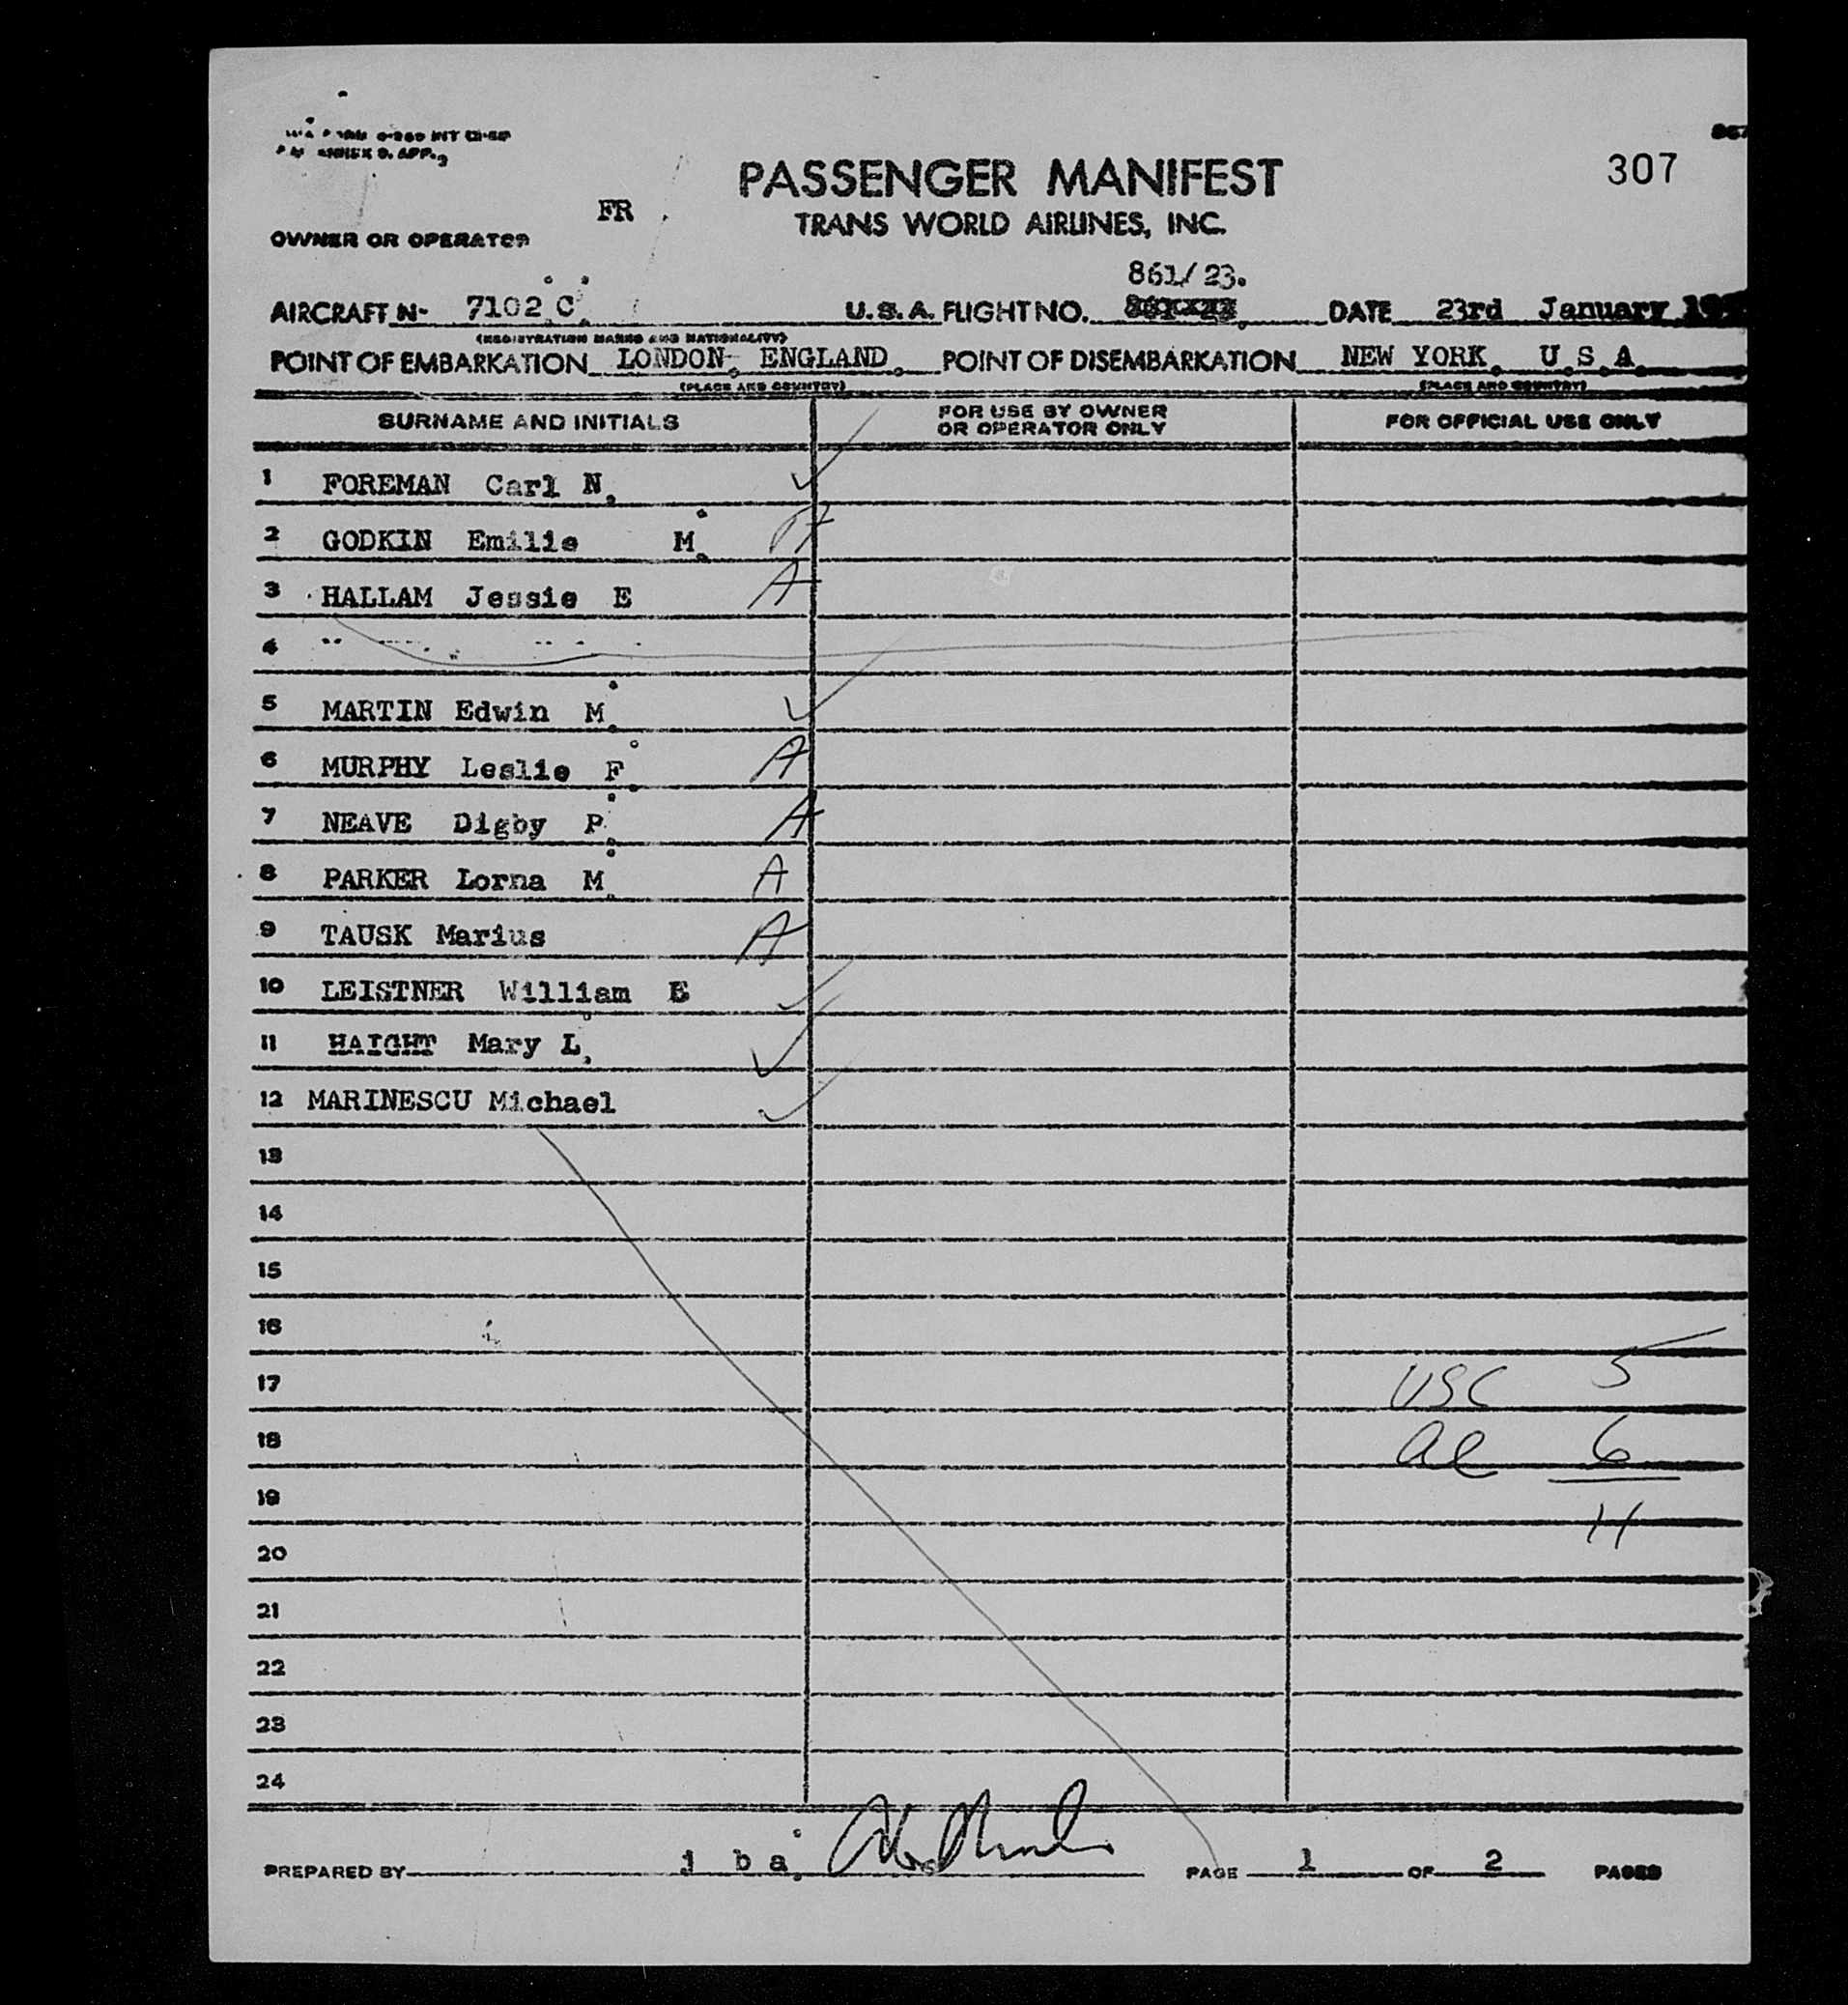 PASSENGER MANIFEST
307
TRANS WORLD AIRLINES, INC.
FR
OWNER OR OPERATOR
861/23.
AIRCRAFT N- 7102 C. U.S.A. FLIGHT NO. DATE 23rd January
(REGISTRATION MARKS AND NATIONALITY)
POINT OF EMBARKATION LONDON, ENGLAND. POINT OF DISEMBARKATION NEW YORK. U.S.A.
(PLACE AND COUNTRY) (PLACE AND COUNTRY)
SURNAME AND INITIALS FOR USE BY OWNER OR OPERATOR ONLY FOR OFFICIAL USE ONLY
1 FOREMAN Carl N. ✓
2 GODKIN Emilie M. A
3 HALLAM Jessie E A
4
5 MARTIN Edwin M. ✓
6 MURPHY Leslie F. A
7 NEAVE Digby P. A
8 PARKER Lorna M. A
9 TAUSK Marius A
10 LEISTNER William E ✓
11 HAIGHT Mary L. ✓
12 MARINESCU Michael ✓
13
14
15
16
17 USC 5
18 al 6
19 11
20
21
22
23
24
PREPARED BY j b a. PAGE 1 OF 2 PAGES